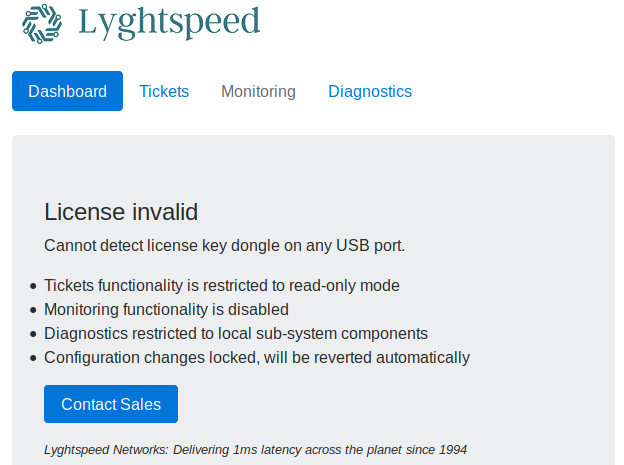 Lyghtspeed
Dashboard Tickets Monitoring Diagnostics
License invalid
Cannot detect license key dongle on any USB port.
• Tickets functionality is restricted to read-only mode
• Monitoring functionality is disabled
• Diagnostics restricted to local sub-system components
• Configuration changes locked, will be reverted automatically
Contact Sales
Lyghtspeed Networks: Delivering 1ms latency across the planet since 1994